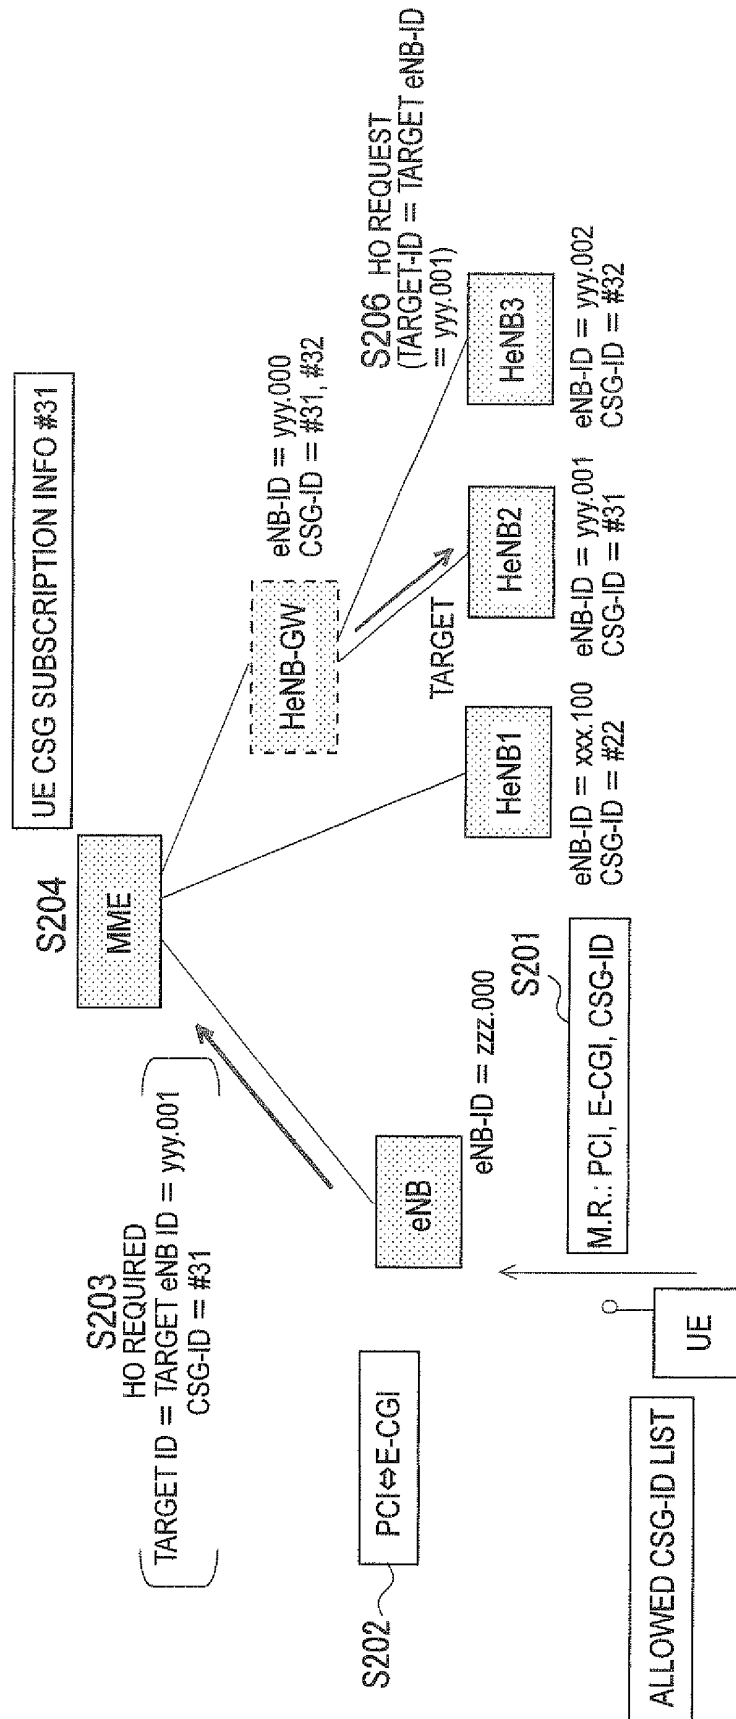 UE CSG SUBSCRIPTION INFO #31
S204
MME
S203
HO REQUIRED
TARGET ID = TARGET eNB ID = yyy.001
CSG-ID = #31
HeNB-GW
eNB-ID = yyy.000
CSG-ID = #31, #32
S206 HO REQUEST
(TARGET-ID = TARGET eNB-ID
= yyy.001)
TARGET
S202
PCI⇔E-CGI
eNB
eNB-ID = zzz.000
HeNB1
eNB-ID = xxx.100
CSG-ID = #22
HeNB2
eNB-ID = yyy.001
CSG-ID = #31
HeNB3
eNB-ID = yyy.002
CSG-ID = #32
S201
M.R.: PCI, E-CGI, CSG-ID
UE
ALLOWED CSG-ID LIST